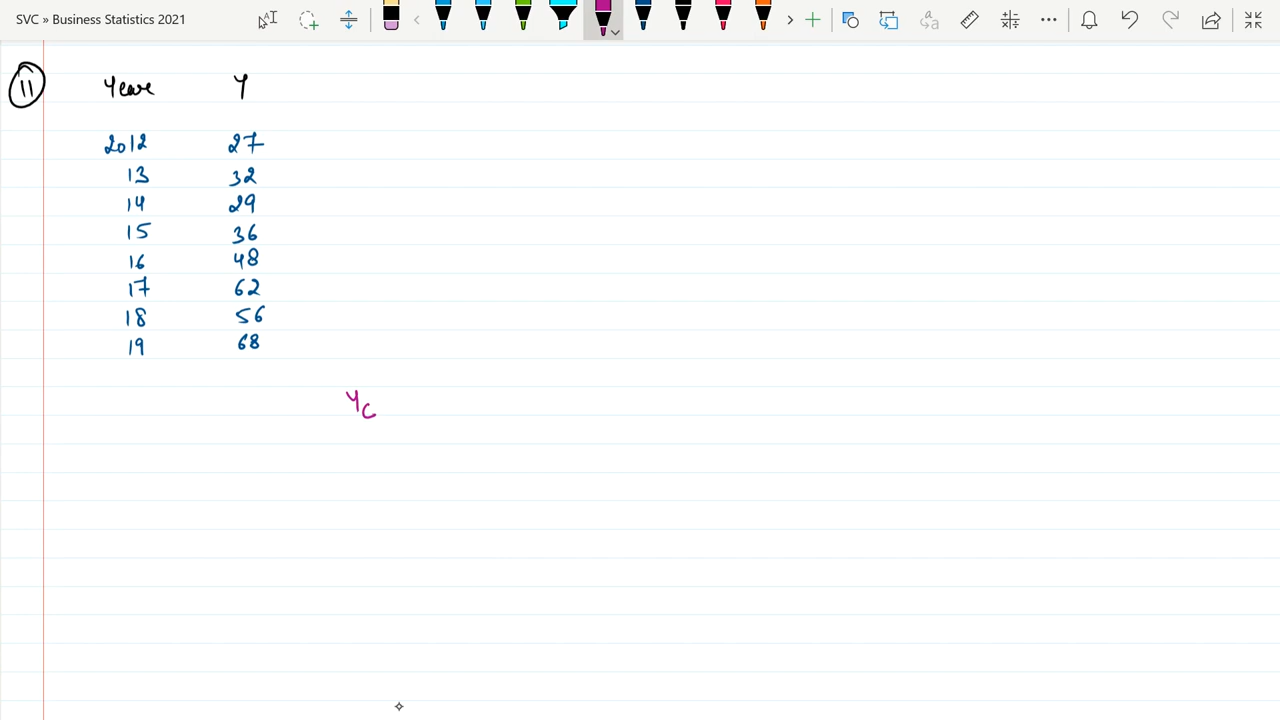 SVC » Business Statistics 2021
11 Year Y
2012 27
13 32
14 29
15 36
16 48
17 62
18 56
19 68
Yc